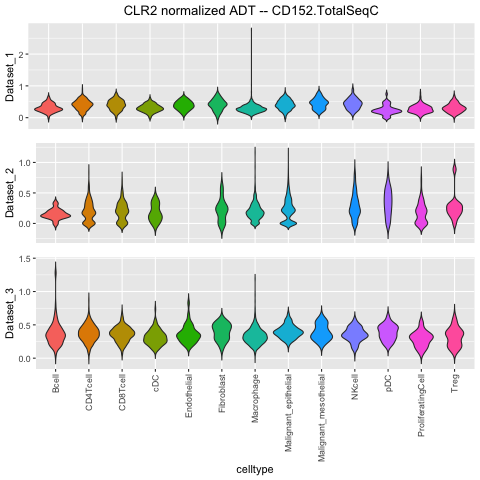 CLR2 normalized ADT -- CD152.TotalSeqC
Dataset_1
2
1
0
Dataset_2
1.0
0.5
0.0
Dataset_3
1.5
1.0
0.5
0.0
Bcell
CD4Tcell
CD8Tcell
cDC
Endothelial
Fibroblast
Macrophage
Malignant_epithelial
Malignant_mesothelial
NKcell
pDC
ProliferatingCell
Treg
celltype